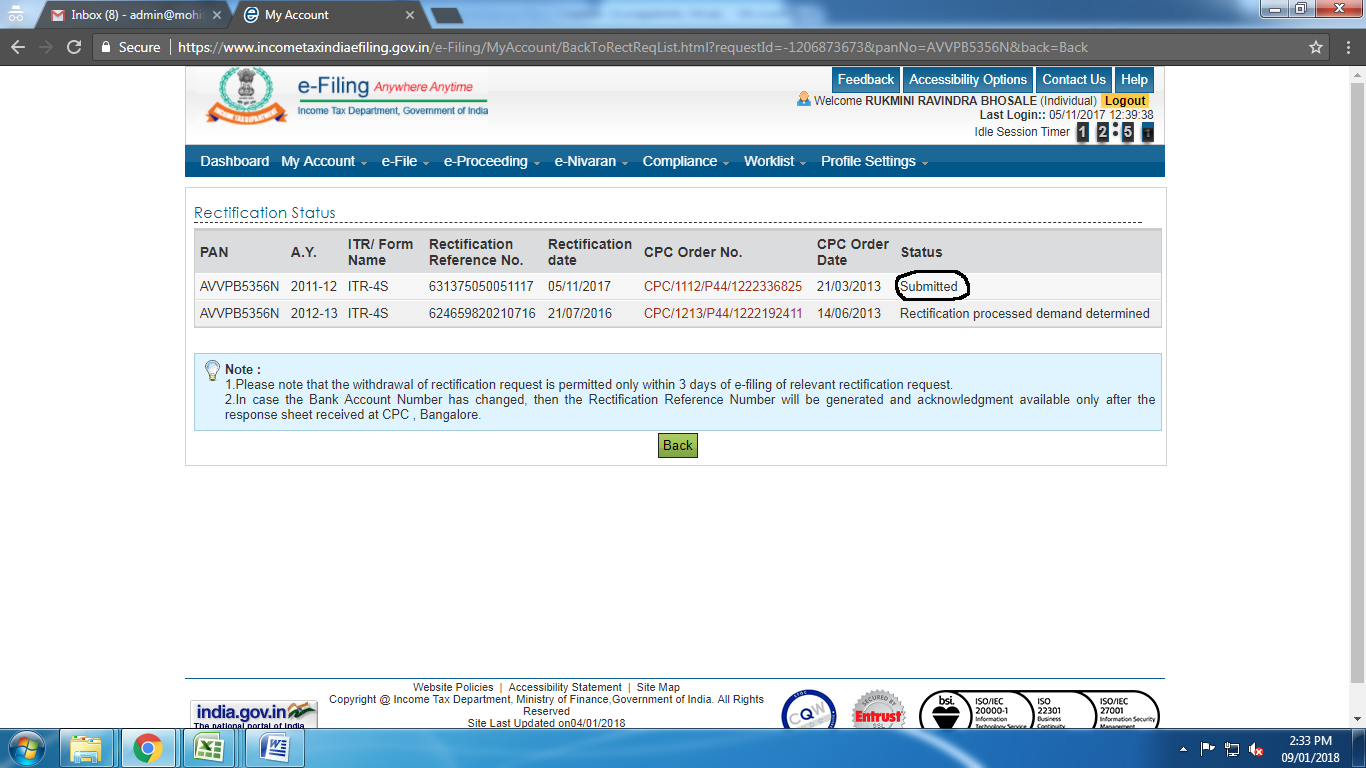 Inbox (8) - admin@mohi
My Account
Secure
https://www.incometaxindiaefiling.gov.in/e-Filing/MyAccount/BackToRectReqList.html?requestId=-1206873673&panNo=AVVPB5356N&back=Back
Feedback Accessibility Options Contact Us Help
e-Filing Anywhere Anytime
Income Tax Department, Government of India
Welcome RUKMINI RAVINDRA BHOSALE (Individual) Logout
Last Login:: 05/11/2017 12:39:38
Idle Session Timer 1 2 : 5
Dashboard My Account e-File e-Proceeding e-Nivaran Compliance Worklist Profile Settings
Rectification Status
PAN A.Y. ITR/ Form Name Rectification Reference No. Rectification date CPC Order No. CPC Order Date Status
AVVPB5356N 2011-12 ITR-4S 631375050051117 05/11/2017 CPC/1112/P44/1222336825 21/03/2013 Submitted
AVVPB5356N 2012-13 ITR-4S 624659820210716 21/07/2016 CPC/1213/P44/1222192411 14/06/2013 Rectification processed demand determined
Note :
1.Please note that the withdrawal of rectification request is permitted only within 3 days of e-filing of relevant rectification request.
2.In case the Bank Account Number has changed, then the Rectification Reference Number will be generated and acknowledgment available only after the
response sheet received at CPC , Bangalore.
Back
Website Policies | Accessibility Statement | Site Map
Copyright @ Income Tax Department, Ministry of Finance,Government of India. All Rights
Reserved
Site Last Updated on04/01/2018
india.gov.in
The national portal of India
CQW
SECURED BY
Entrust
SSL
bsi.
ISO/IEC
20000-1
Information
Technology Service
ISO
22301
Business
Continuity
ISO/IEC
27001
Information Security
Management
2:33 PM
09/01/2018